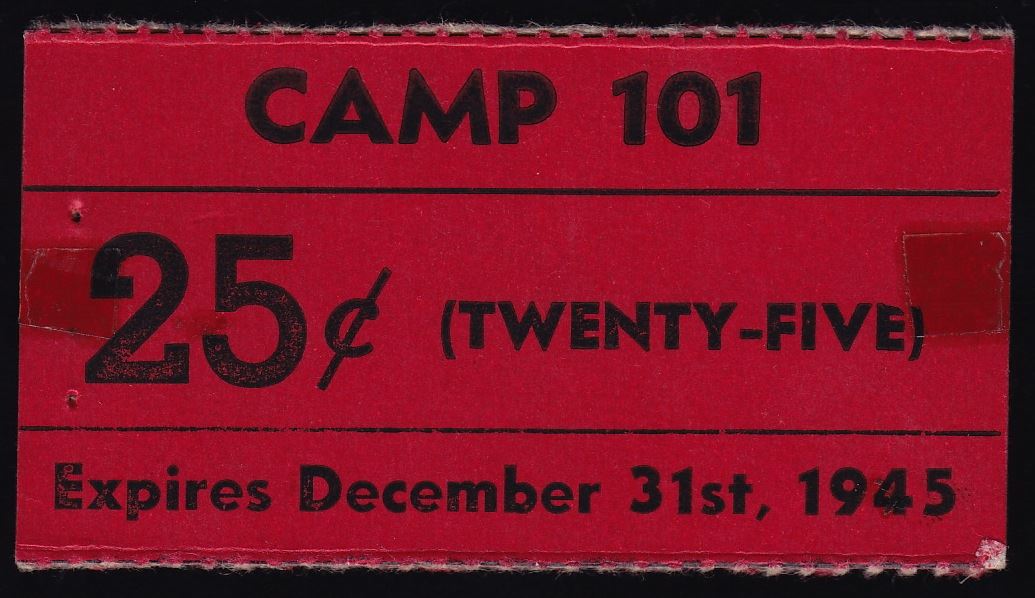 CAMP 101
25¢ (TWENTY-FIVE)
Expires December 31st, 1945